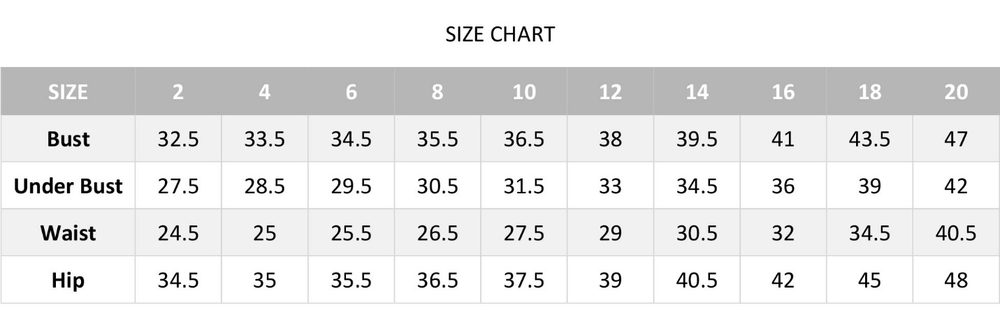 SIZE CHART
SIZE 2 4 6 8 10 12 14 16 18 20
Bust 32.5 33.5 34.5 35.5 36.5 38 39.5 41 43.5 47
Under Bust 27.5 28.5 29.5 30.5 31.5 33 34.5 36 39 42
Waist 24.5 25 25.5 26.5 27.5 29 30.5 32 34.5 40.5
Hip 34.5 35 35.5 36.5 37.5 39 40.5 42 45 48